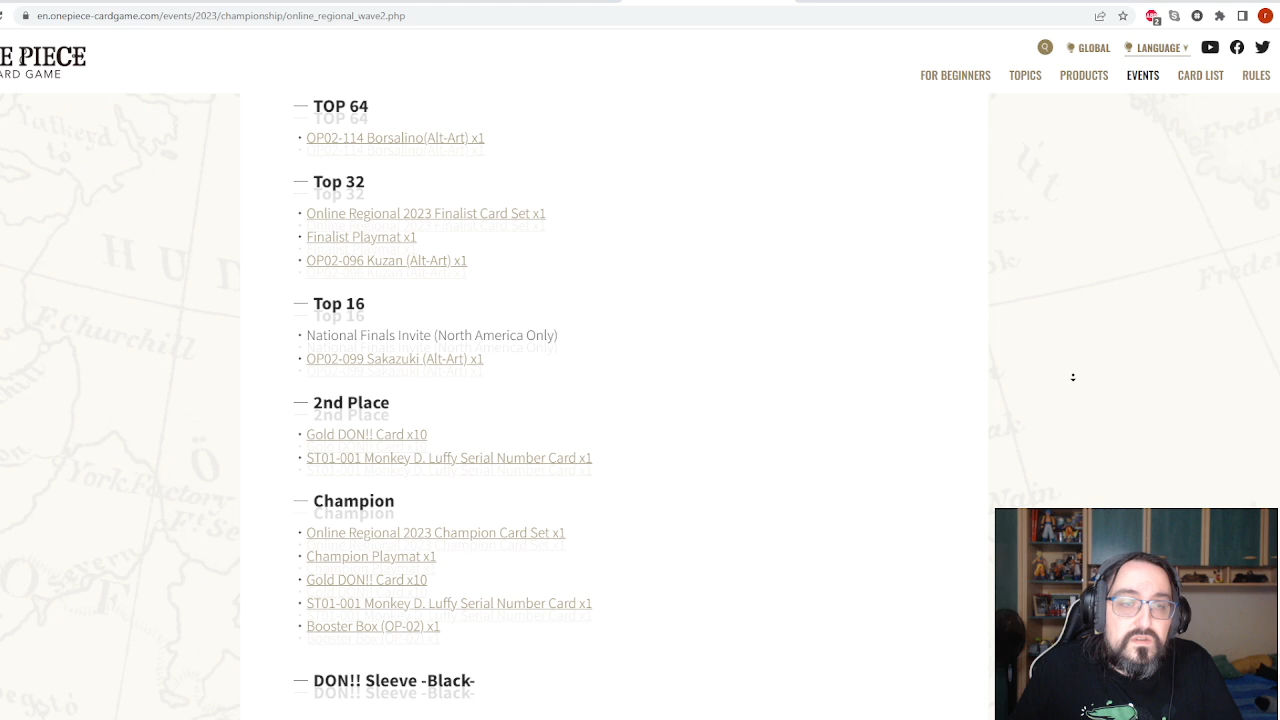 en.onepiece-cardgame.com/events/2023/championship/online_regional_wave2.php
2
r
E PIECE
ARD GAME
GLOBAL
LANGUAGE
FOR BEGINNERS TOPICS PRODUCTS EVENTS CARD LIST RULES
TOP 64
・OP02-114 Borsalino(Alt-Art) x1
Top 32
・Online Regional 2023 Finalist Card Set x1
・Finalist Playmat x1
・OP02-096 Kuzan (Alt-Art) x1
Top 16
・National Finals Invite (North America Only)
・OP02-099 Sakazuki (Alt-Art) x1
2nd Place
・Gold DON!! Card x10
・ST01-001 Monkey D. Luffy Serial Number Card x1
Champion
・Online Regional 2023 Champion Card Set x1
・Champion Playmat x1
・Gold DON!! Card x10
・ST01-001 Monkey D. Luffy Serial Number Card x1
・Booster Box (OP-02) x1
DON!! Sleeve -Black-